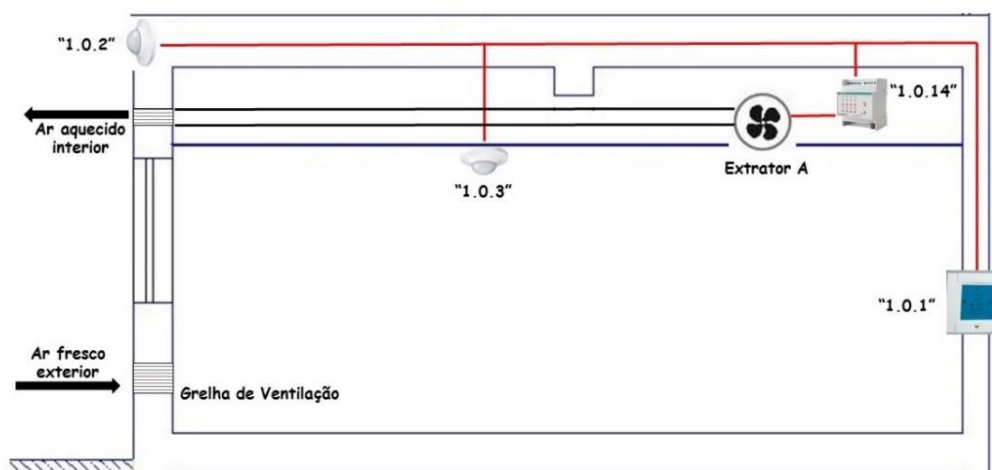 “1.0.2”
“1.0.14”
Ar aquecido
interior
Extrator A
“1.0.3”
“1.0.1”
Ar fresco
exterior
Grelha de Ventilação